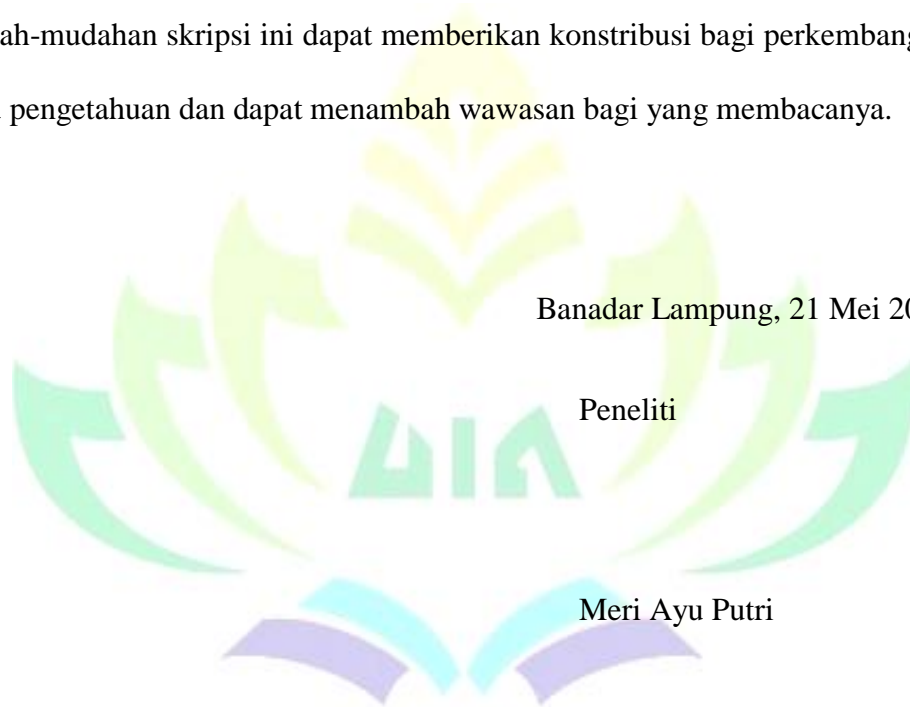 ah-mudahan skripsi ini dapat memberikan konstribusi bagi perkembang
pengetahuan dan dapat menambah wawasan bagi yang membacanya.
Banadar Lampung, 21 Mei 20
Peneliti
UIN
Meri Ayu Putri